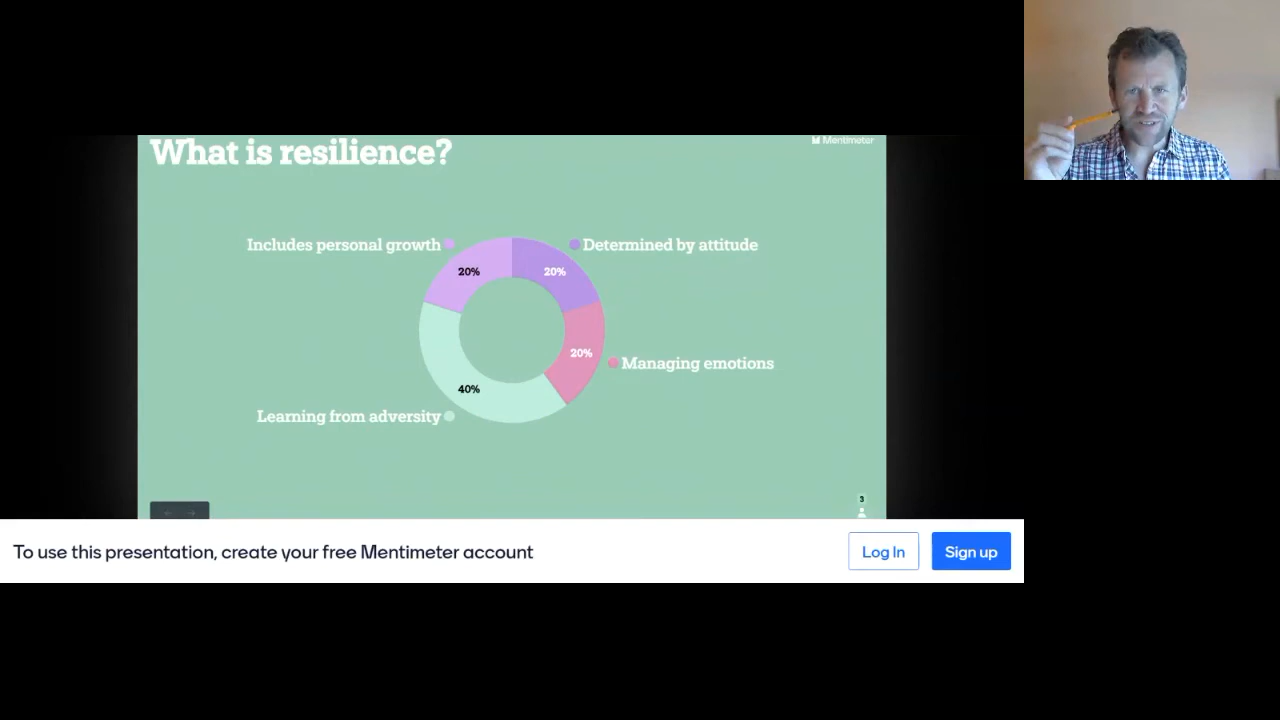 What is resilience?
Mentimeter
Includes personal growth
Determined by attitude
20%
20%
20%
Managing emotions
40%
Learning from adversity
3
To use this presentation, create your free Mentimeter account
Log In
Sign up